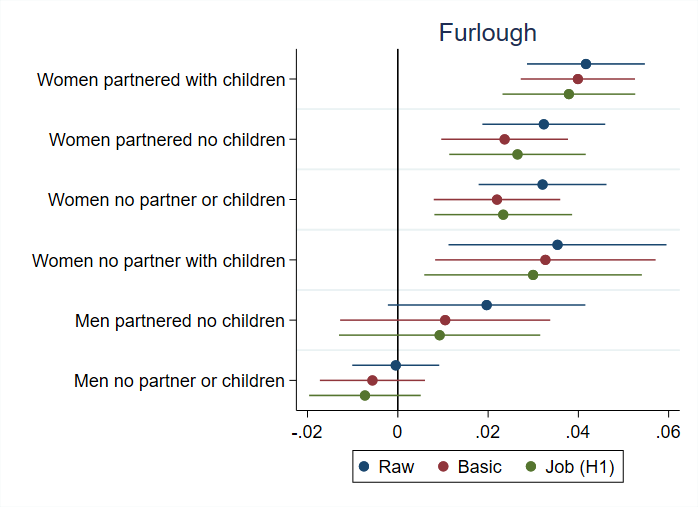 Furlough
Women partnered with children
Women partnered no children
Women no partner or children
Women no partner with children
Men partnered no children
Men no partner or children
-.02 0 .02 .04 .06
Raw Basic Job (H1)